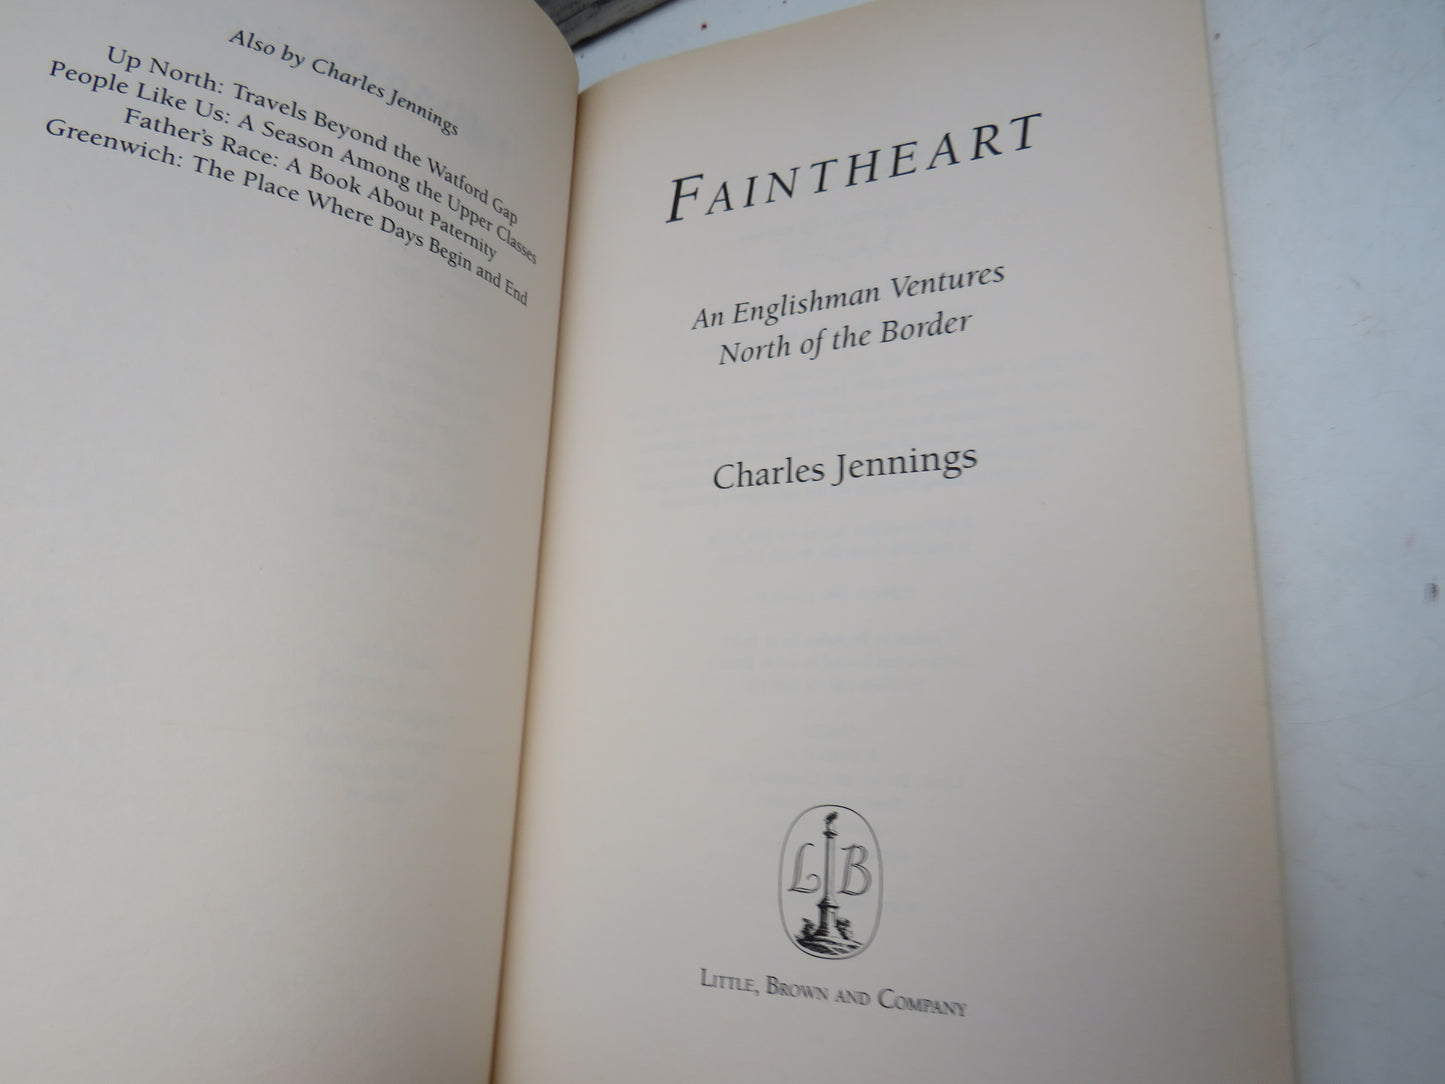 Also by Charles Jennings
Up North: Travels Beyond the Watford Gap
People Like Us: A Season Among the Upper Classes
Father's Race: A Book About Paternity
Greenwich: The Place Where Days Begin and End
FAINTHEART
An Englishman Ventures
North of the Border
Charles Jennings
L B
LITTLE, BROWN AND COMPANY